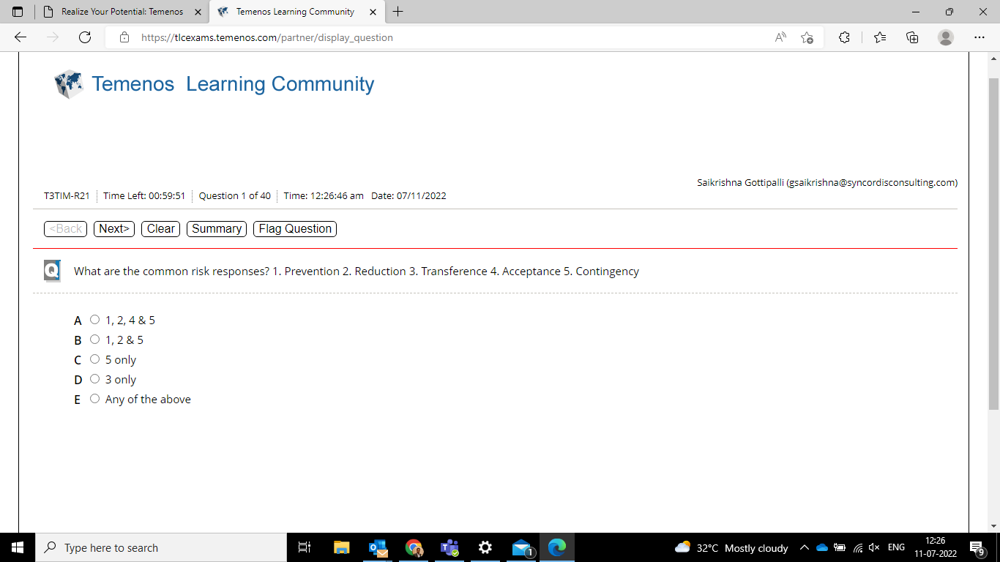 Realize Your Potential: Temenos
Temenos Learning Community
https://tlcexams.temenos.com/partner/display_question
Temenos Learning Community
Saikrishna Gottipalli (gsaikrishna@syncordisconsulting.com)
T3TIM-R21 Time Left: 00:59:51 Question 1 of 40 Time: 12:26:46 am Date: 07/11/2022
<Back Next> Clear Summary Flag Question
Q What are the common risk responses? 1. Prevention 2. Reduction 3. Transference 4. Acceptance 5. Contingency
A 1, 2, 4 & 5
B 1, 2 & 5
C 5 only
D 3 only
E Any of the above
Type here to search
32°C Mostly cloudy
ENG
12:26
11-07-2022
1
9